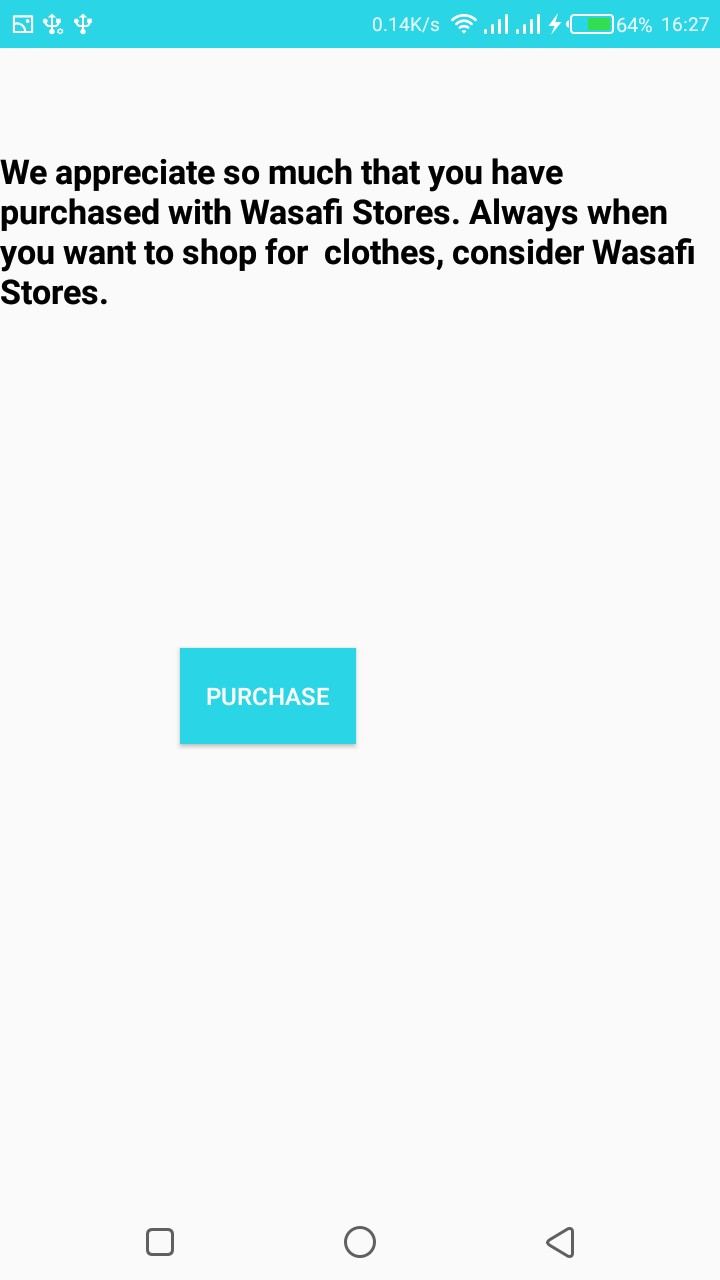 0.14K/s 64% 16:27
We appreciate so much that you have
purchased with Wasafi Stores. Always when
you want to shop for  clothes, consider Wasafi
Stores.
PURCHASE